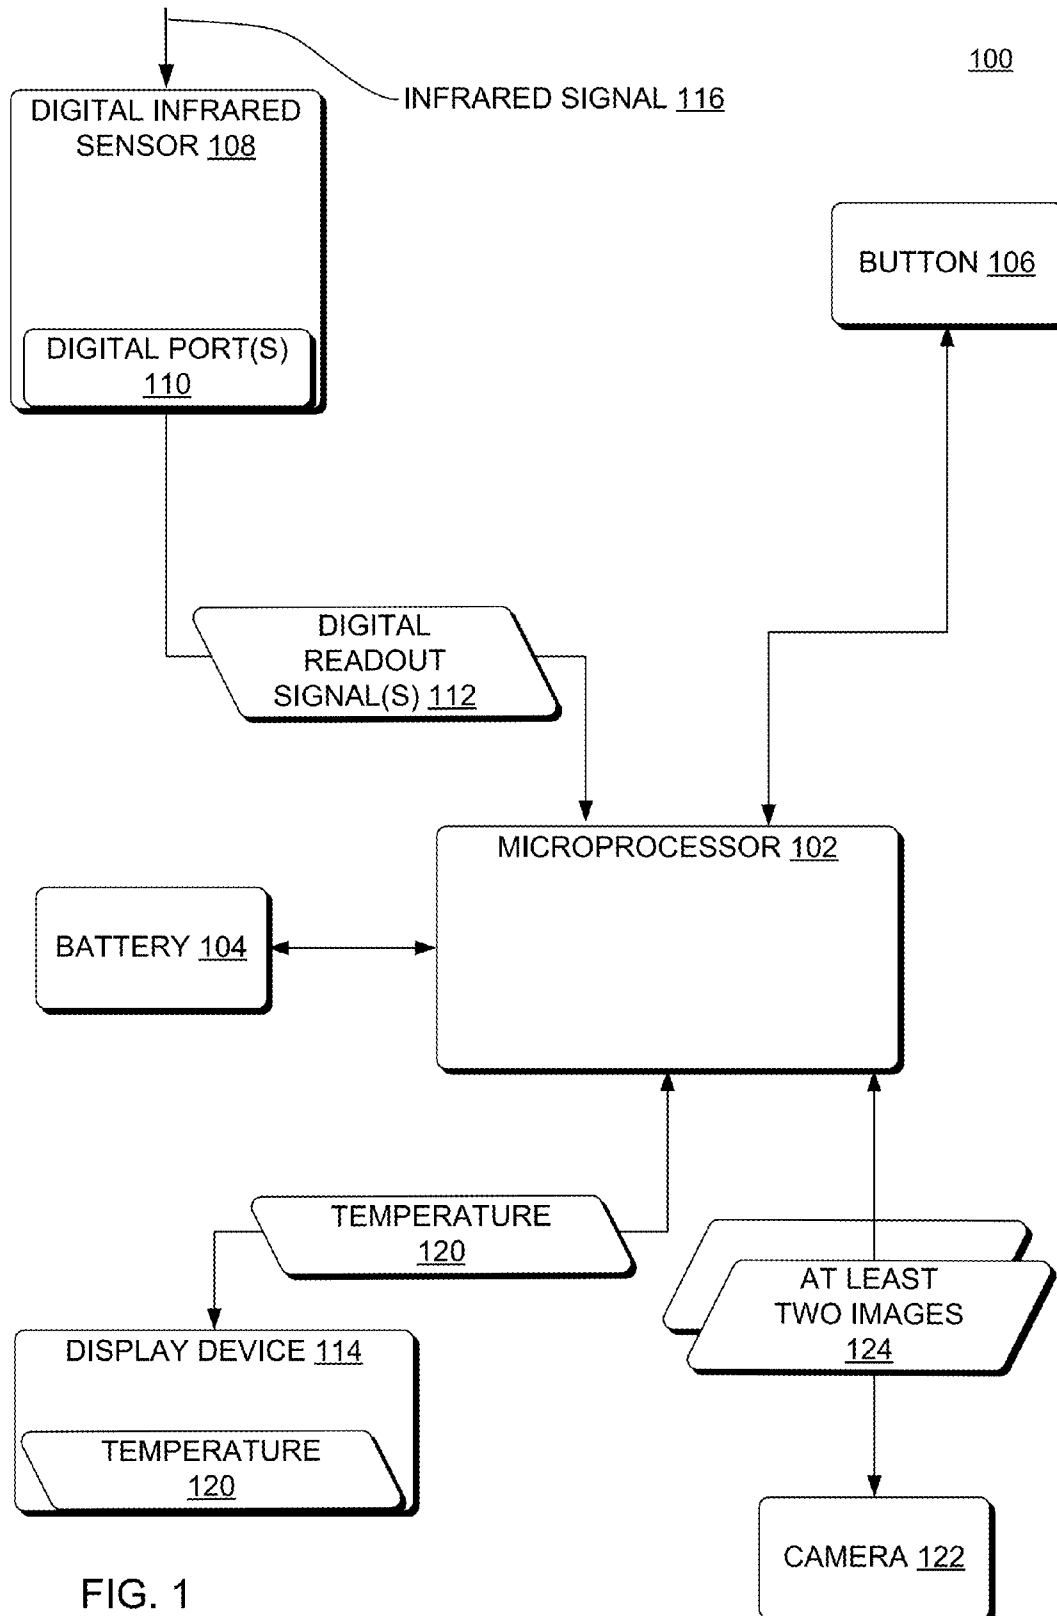 100
INFRARED SIGNAL 116
DIGITAL INFRARED
SENSOR 108
BUTTON 106
DIGITAL PORT(S)
110
DIGITAL
READOUT
SIGNAL(S) 112
MICROPROCESSOR 102
BATTERY 104
TEMPERATURE
120
AT LEAST
TWO IMAGES
124
DISPLAY DEVICE 114
TEMPERATURE
120
CAMERA 122
FIG. 1